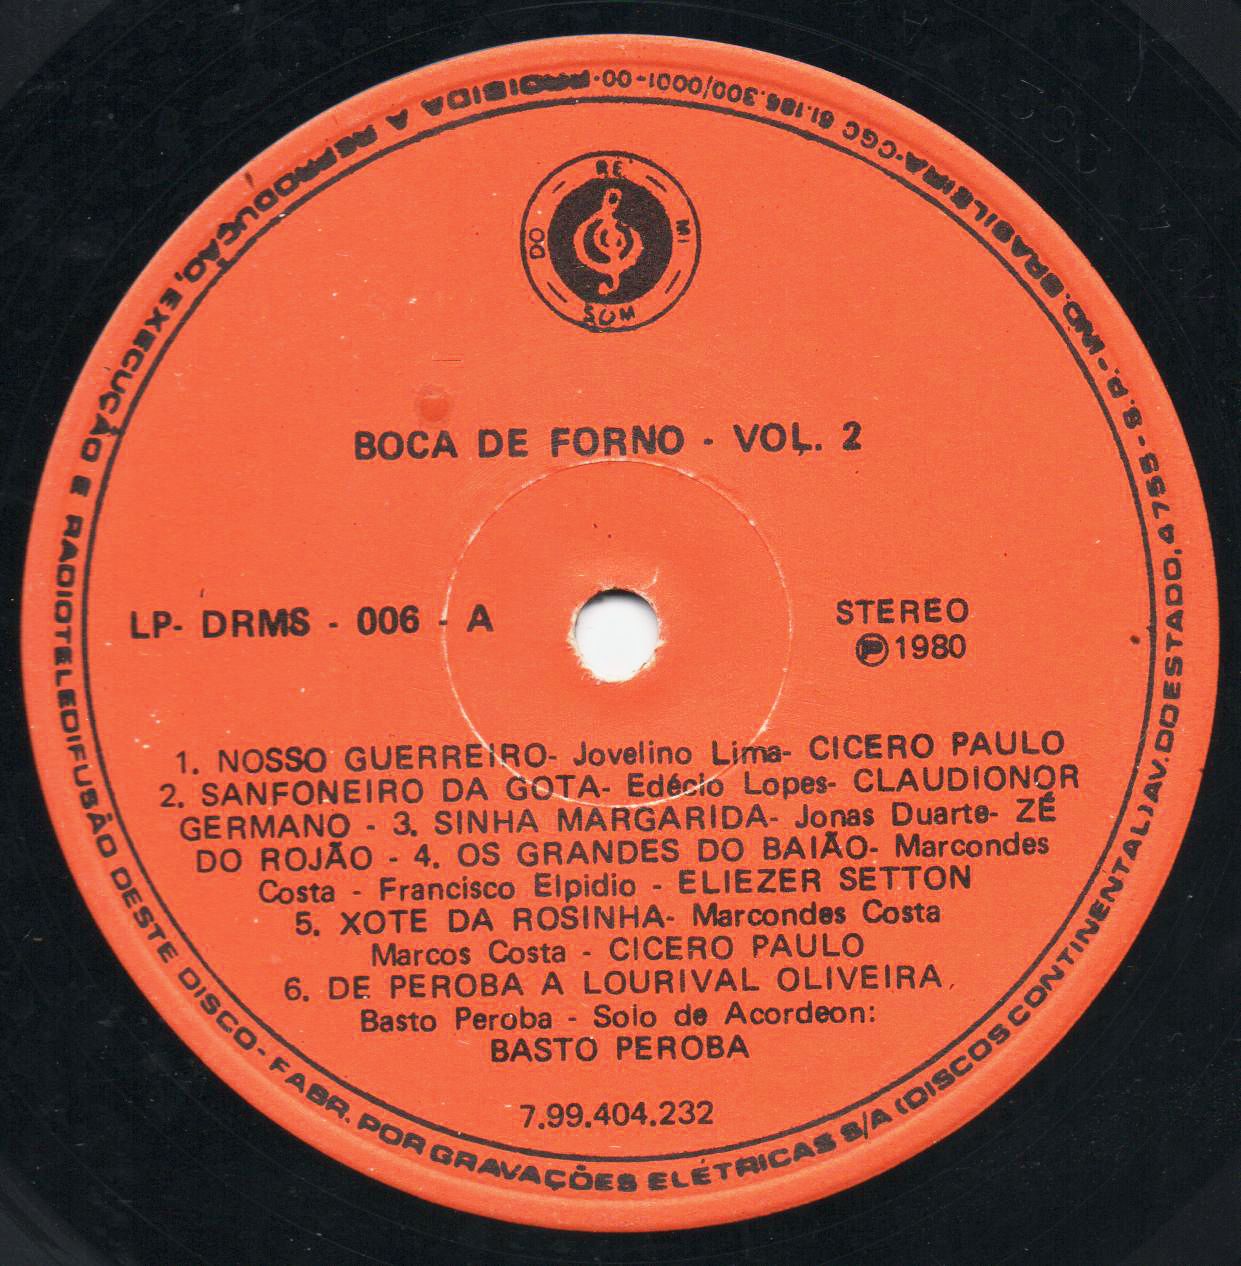 DO RÉ MI
SOM
BOCA DE FORNO - VOL. 2
LP- DRMS - 006 - A
STEREO
Ⓟ1980
1. NOSSO GUERREIRO- Jovelino Lima- CICERO PAULO
2. SANFONEIRO DA GOTA- Edécio Lopes- CLAUDIONOR
GERMANO - 3. SINHA MARGARIDA- Jonas Duarte- ZÉ
DO ROJÃO - 4. OS GRANDES DO BAIÃO- Marcondes
Costa - Francisco Elpidio - ELIEZER SETTON
5. XOTE DA ROSINHA- Marcondes Costa
Marcos Costa - CICERO PAULO
6. DE PEROBA A LOURIVAL OLIVEIRA
Basto Peroba - Solo de Acordeon:
BASTO PEROBA
7.99.404.232
PROIBIDA A REPRODUÇÃO, EXECUÇÃO E RADIOTELEDIFUSÃO DESTE DISCO - FABR. POR GRAVAÇÕES ELÉTRICAS S/A (DISCOS CONTINENTAL) AV. DO ESTADO, 4755 - S.P. - IND. BRASILEIRA - CGC 61.186.300/0001-00 -